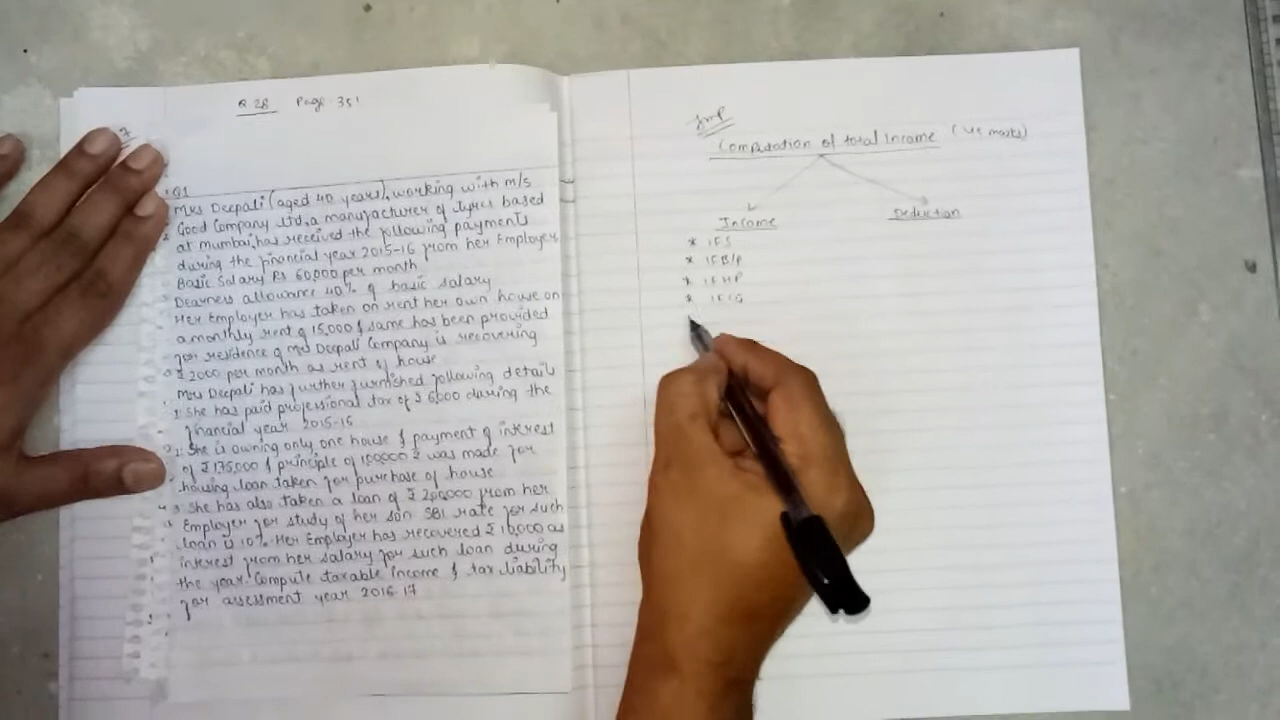 Q 28 Page 351
Q1
Mrs Deepali (aged 40 years), working with m/s
Good Company Ltd, a manufacturer of tyres based
at mumbai, has received the following payments
during the financial year 2015-16 from her Employer
Basic Salary Rs 60,000 per month
Dearness allowance 40% of basic salary
Her Employer has taken on rent her own house on
a monthly rent of 15,000 & same has been provided
for residence of Mrs Deepali Company is recovering
₹ 2000 per month as rent of house
Mrs Deepali has further furnished following detail
1. She has paid professional tax of ₹ 6,000 during the
financial year 2015-16
2. She is owning only one house & payment of interest
of ₹ 175,000 & principle of 100,000 ₹ was made for
housing loan taken for purchase of house
3. She has also taken a loan of ₹ 200,000 from her
Employer for study of her son SBI rate for such
loan is 10%. Her Employer has recovered ₹ 10,000 as
interest from her salary for such loan during
the year. Compute taxable income & tax liability
for assessment year 2016-17
Imp
Computation of total Income ( marks)
Income Deduction
* IFS
* IFB/P
* IFHP
* IFCG